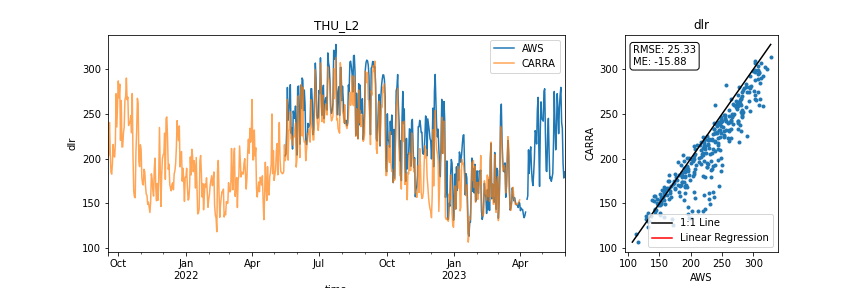 THU_L2
dlr
AWS
CARRA
RMSE: 25.33
ME: -15.88
300
250
200
150
100
dlr
Oct
Jan
2022
Apr
Jul
Oct
Jan
2023
Apr
time
300
250
200
150
100
CARRA
1:1 Line
Linear Regression
100
150
200
250
300
AWS